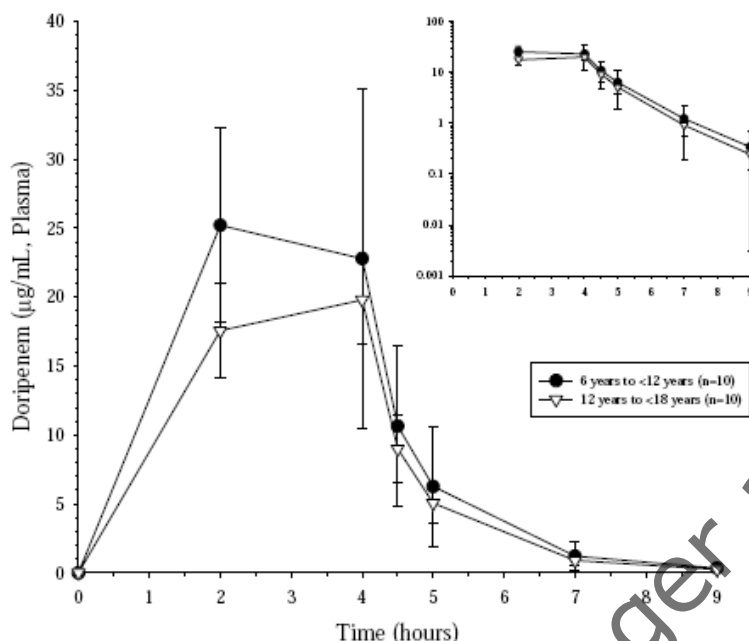 40
35
30
25
20
15
10
5
0
Doripenem (µg/mL, Plasma)
0 1 2 3 4 5 6 7 8 9
Time (hours)
100
10
1
0.1
0.01
0.001
0 1 2 4 5 7 8 9
6 years to <12 years (n=10)
12 years to <18 years (n=10)
ger